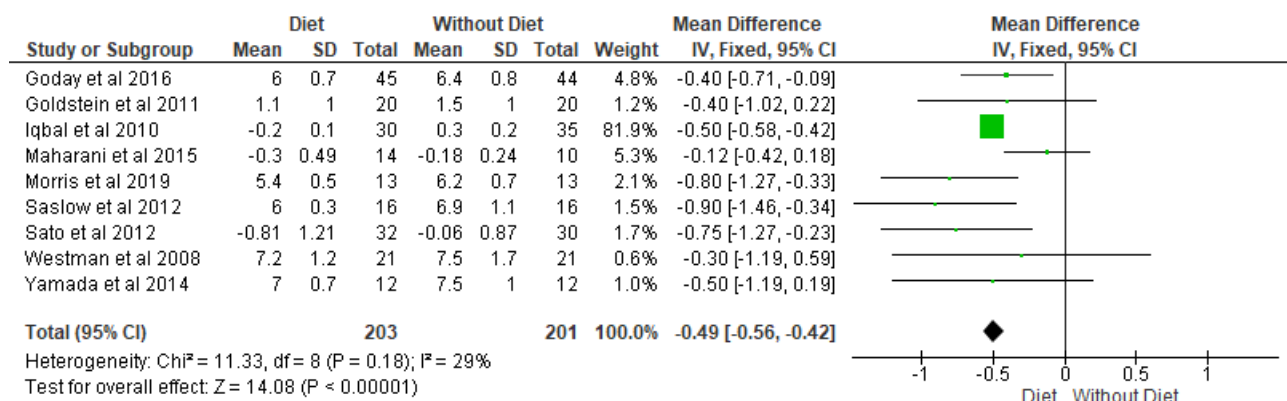 Diet Without Diet Mean Difference Mean Difference
Study or Subgroup Mean SD Total Mean SD Total Weight IV, Fixed, 95% CI IV, Fixed, 95% CI
Goday et al 2016 6 0.7 45 6.4 0.8 44 4.8% -0.40 [-0.71, -0.09]
Goldstein et al 2011 1.1 1 20 1.5 1 20 1.2% -0.40 [-1.02, 0.22]
Iqbal et al 2010 -0.2 0.1 30 0.3 0.2 35 81.9% -0.50 [-0.58, -0.42]
Maharani et al 2015 -0.3 0.49 14 -0.18 0.24 10 5.3% -0.12 [-0.42, 0.18]
Morris et al 2019 5.4 0.5 13 6.2 0.7 13 2.1% -0.80 [-1.27, -0.33]
Saslow et al 2012 6 0.3 16 6.9 1.1 16 1.5% -0.90 [-1.46, -0.34]
Sato et al 2012 -0.81 1.21 32 -0.06 0.87 30 1.7% -0.75 [-1.27, -0.23]
Westman et al 2008 7.2 1.2 21 7.5 1.7 21 0.6% -0.30 [-1.19, 0.59]
Yamada et al 2014 7 0.7 12 7.5 1 12 1.0% -0.50 [-1.19, 0.19]
Total (95% CI) 203 201 100.0% -0.49 [-0.56, -0.42]
Heterogeneity: Chi² = 11.33, df = 8 (P = 0.18); I² = 29%
Test for overall effect: Z = 14.08 (P < 0.00001)
-1 -0.5 0 0.5 1
Diet Without Diet